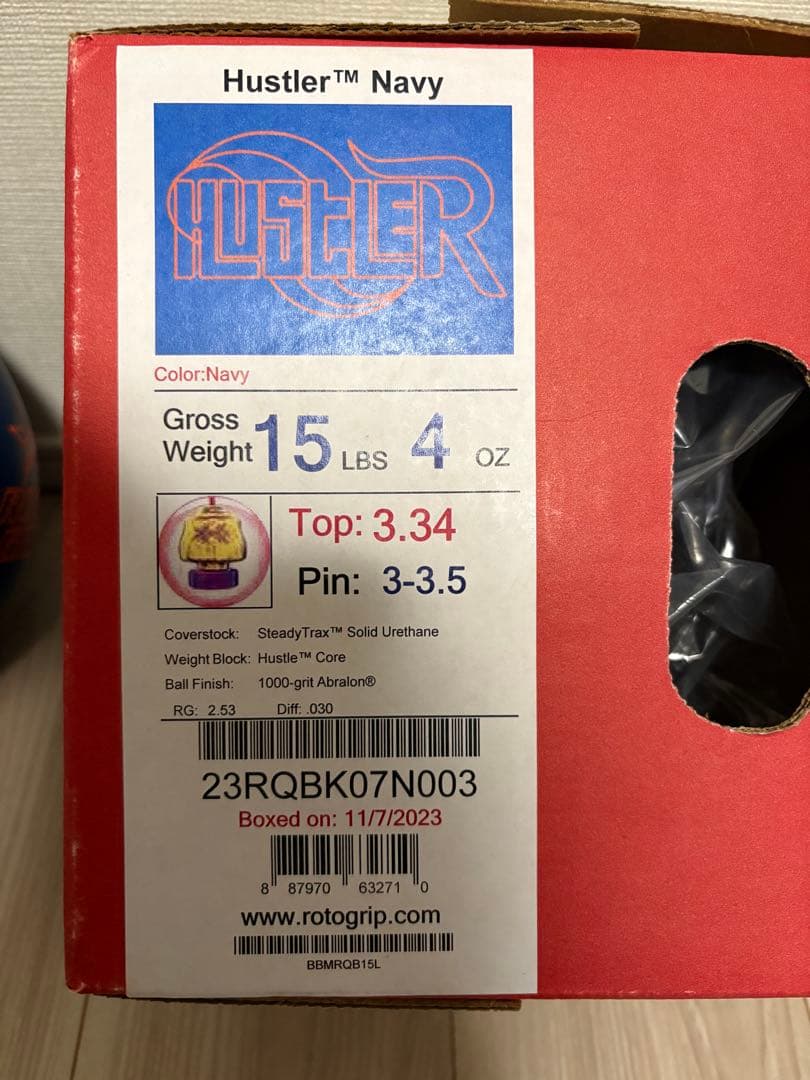 Hustler™ Navy
HUSTLER
Color:Navy
Gross Weight 15 LBS 4 OZ
Top: 3.34
Pin: 3-3.5
Coverstock: SteadyTrax™ Solid Urethane
Weight Block: Hustle™ Core
Ball Finish: 1000-grit Abralon®
RG: 2.53 Diff: .030
23RQBK07N003
Boxed on: 11/7/2023
8 87970 63271 0
www.rotogrip.com
BBMRQB15L